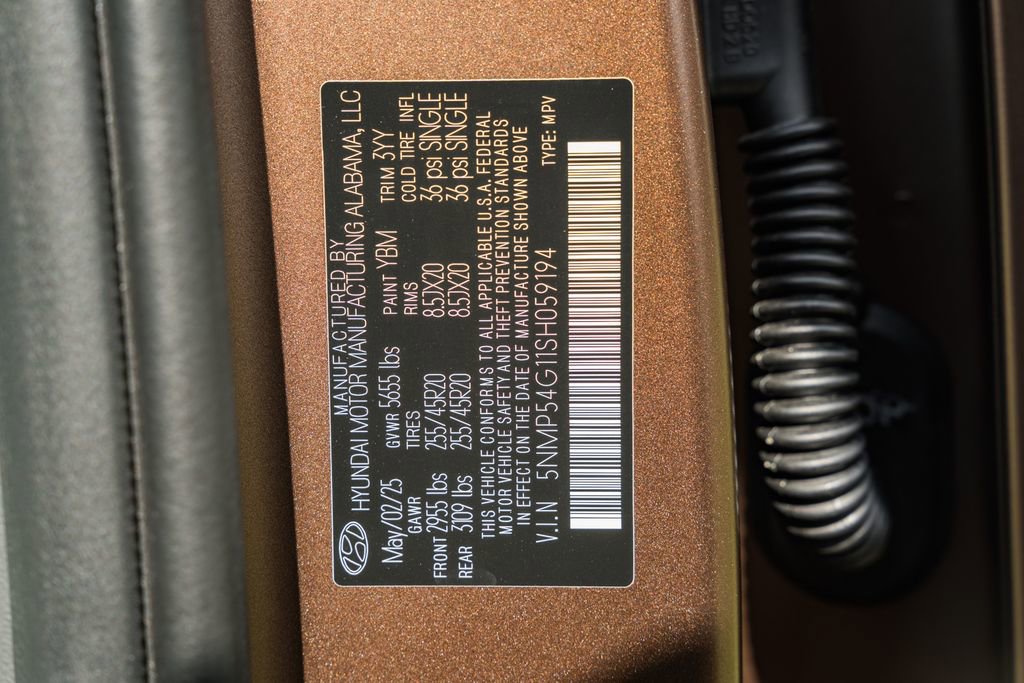 MANUFACTURED BY
HYUNDAI MOTOR MANUFACTURING ALABAMA, LLC
May/02/25 GVWR 5655 lbs PAINT YBM TRIM 3YY
GAWR TIRES RIMS COLD TIRE INFL
FRONT 2955 lbs 255/45R20 8.5JX20 36 psi SINGLE
REAR 3109 lbs 255/45R20 8.5JX20 36 psi SINGLE
THIS VEHICLE CONFORMS TO ALL APPLICABLE U.S.A. FEDERAL
MOTOR VEHICLE SAFETY AND THEFT PREVENTION STANDARDS
IN EFFECT ON THE DATE OF MANUFACTURE SHOWN ABOVE
V.I.N 5NMP54G11SH059194 TYPE: MPV